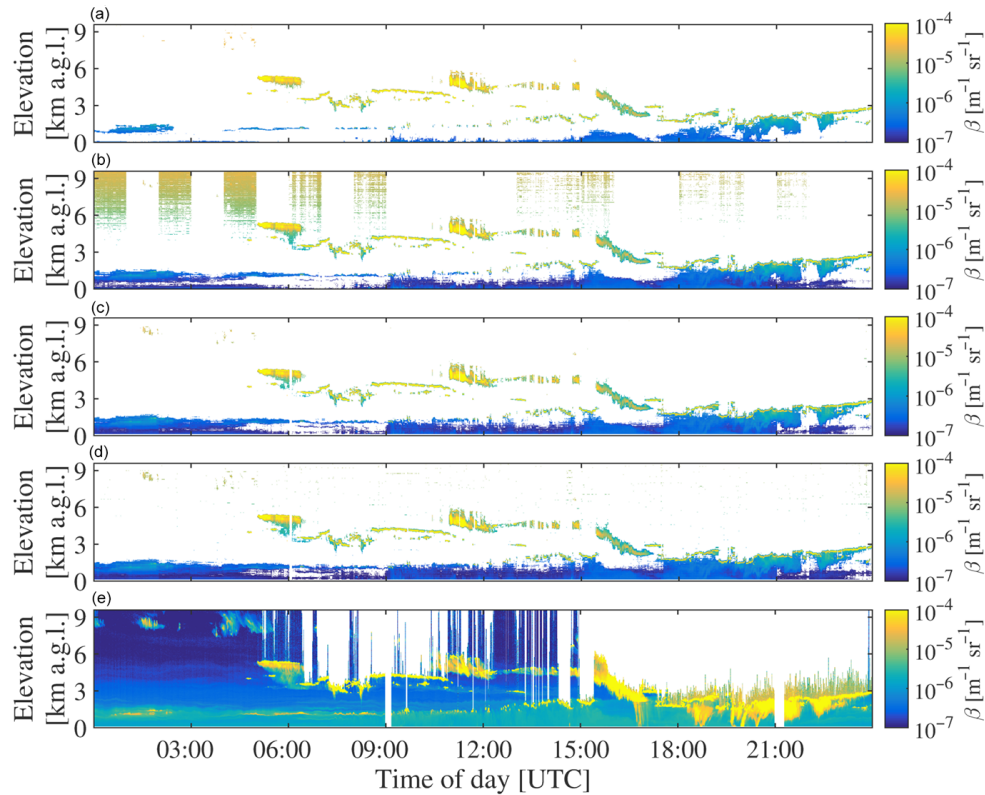 (a)
9
6
3
0
Elevation
[km a.g.l.]
10⁻⁴
10⁻⁵
10⁻⁶
10⁻⁷
β [m⁻¹ sr⁻¹]
(b)
9
6
3
0
Elevation
[km a.g.l.]
10⁻⁴
10⁻⁵
10⁻⁶
10⁻⁷
β [m⁻¹ sr⁻¹]
(c)
9
6
3
0
Elevation
[km a.g.l.]
10⁻⁴
10⁻⁵
10⁻⁶
10⁻⁷
β [m⁻¹ sr⁻¹]
(d)
9
6
3
0
Elevation
[km a.g.l.]
10⁻⁴
10⁻⁵
10⁻⁶
10⁻⁷
β [m⁻¹ sr⁻¹]
(e)
9
6
3
0
Elevation
[km a.g.l.]
10⁻⁴
10⁻⁵
10⁻⁶
10⁻⁷
β [m⁻¹ sr⁻¹]
03:00 06:00 09:00 12:00 15:00 18:00 21:00
Time of day [UTC]